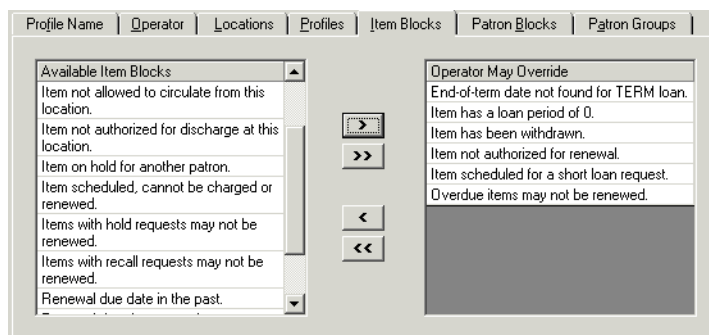 Profile Name Operator Locations Profiles Item Blocks Patron Blocks Patron Groups
Available Item Blocks
Item not allowed to circulate from this
location.
Item not authorized for discharge at this
location.
Item on hold for another patron.
Item scheduled, cannot be charged or
renewed.
Items with hold requests may not be
renewed.
Items with recall requests may not be
renewed.
Renewal due date in the past.
>
>>
<
<<
Operator May Override
End-of-term date not found for TERM loan.
Item has a loan period of 0.
Item has been withdrawn.
Item not authorized for renewal.
Item scheduled for a short loan request.
Overdue items may not be renewed.